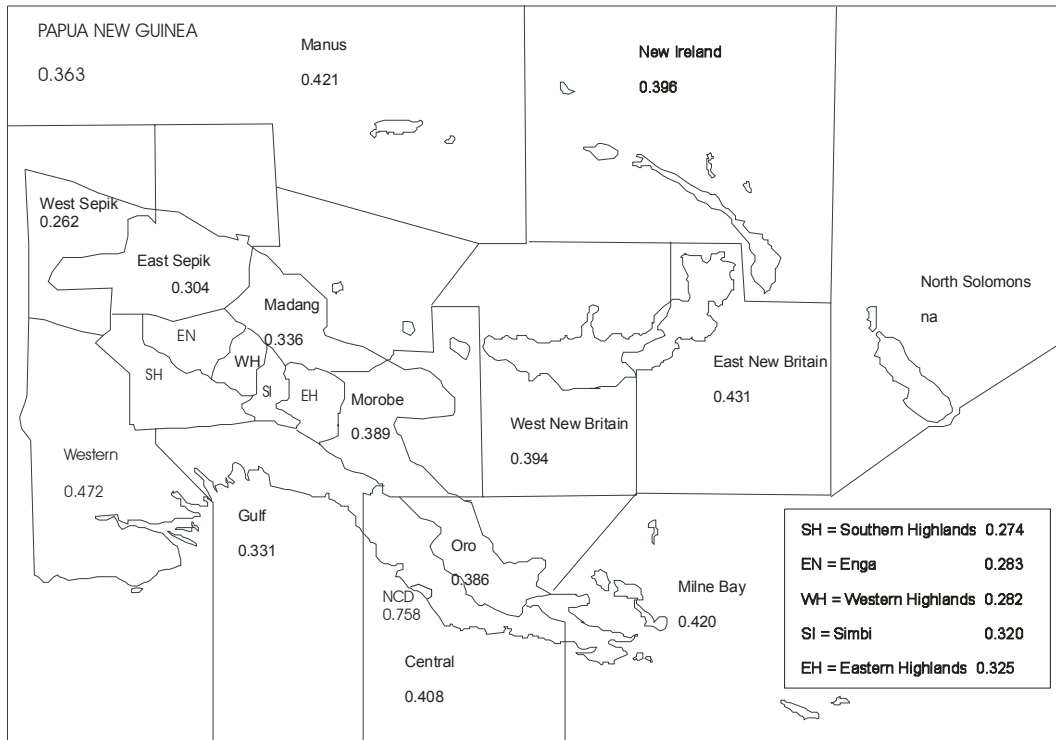 PAPUA NEW GUINEA
0.363
Manus
0.421
New Ireland
0.396
West Sepik
0.262
East Sepik
0.304
Madang
0.336
EN
WH
SH
SI
EH
Morobe
0.389
North Solomons
na
East New Britain
0.431
West New Britain
0.394
Western
0.472
Gulf
0.331
Oro
0.386
NCD
0.758
Milne Bay
0.420
Central
0.408
SH = Southern Highlands 0.274
EN = Enga 0.283
WH = Western Highlands 0.282
SI = Simbi 0.320
EH = Eastern Highlands 0.325